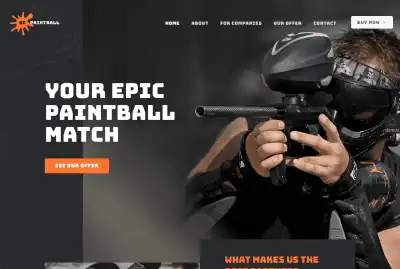 PAINTBALL
HOME ABOUT FOR COMPANIES OUR OFFER CONTACT BUY NOW
YOUR EPIC
PAINTBALL
MATCH
SEE OUR OFFER
WHAT MAKES US THE